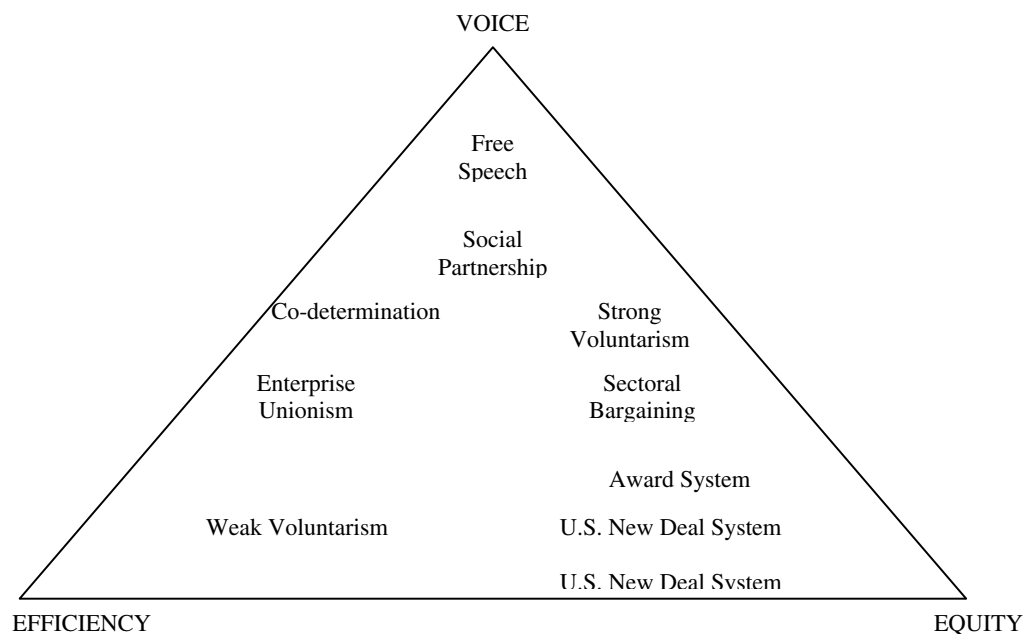 VOICE
Free
Speech
Social
Partnership
Co-determination
Strong
Voluntarism
Enterprise
Unionism
Sectoral
Bargaining
Award System
Weak Voluntarism
U.S. New Deal System
U.S. New Deal System
EFFICIENCY
EQUITY